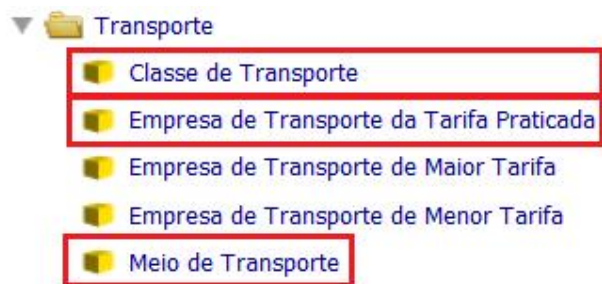 Transporte
Classe de Transporte
Empresa de Transporte da Tarifa Praticada
Empresa de Transporte de Maior Tarifa
Empresa de Transporte de Menor Tarifa
Meio de Transporte